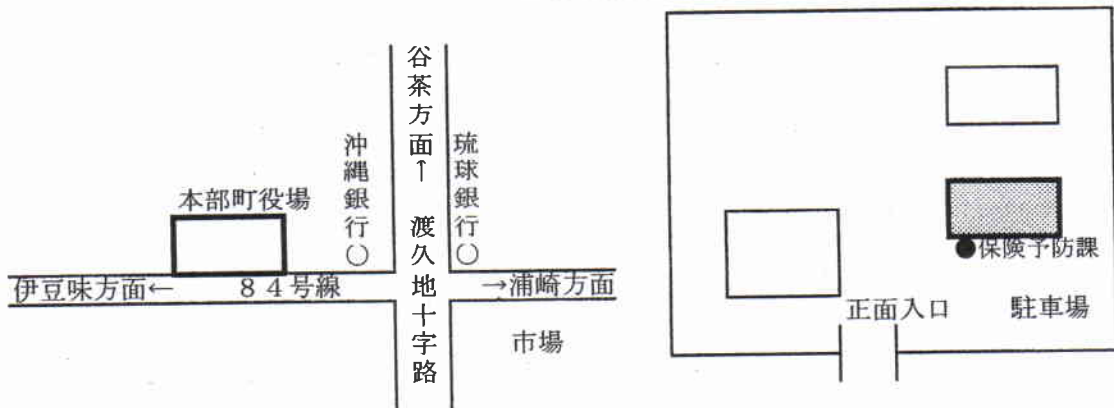 谷茶方面↑ 渡久地十字路
沖縄銀行○
琉球銀行○
本部町役場
伊豆味方面←
84号線
→浦崎方面
市場
●保険予防課
正面入口
駐車場